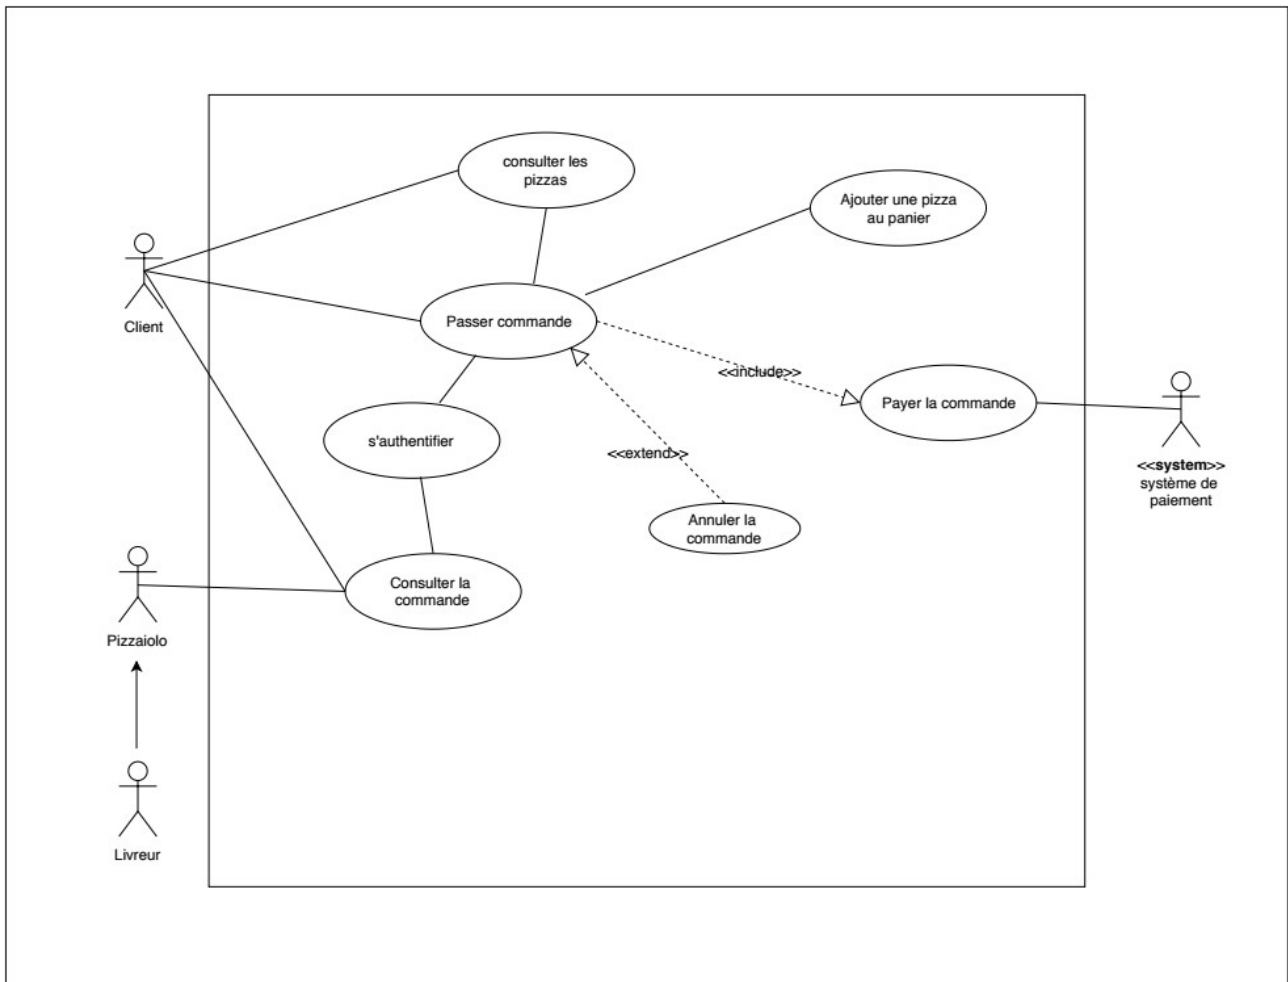 consulter les
pizzas
Ajouter une pizza
au panier
Client
Passer commande
<<include>>
Payer la commande
s'authentifier
<<extend>>
<<system>>
système de
paiement
Annuler la
commande
Consulter la
commande
Pizzaiolo
Livreur